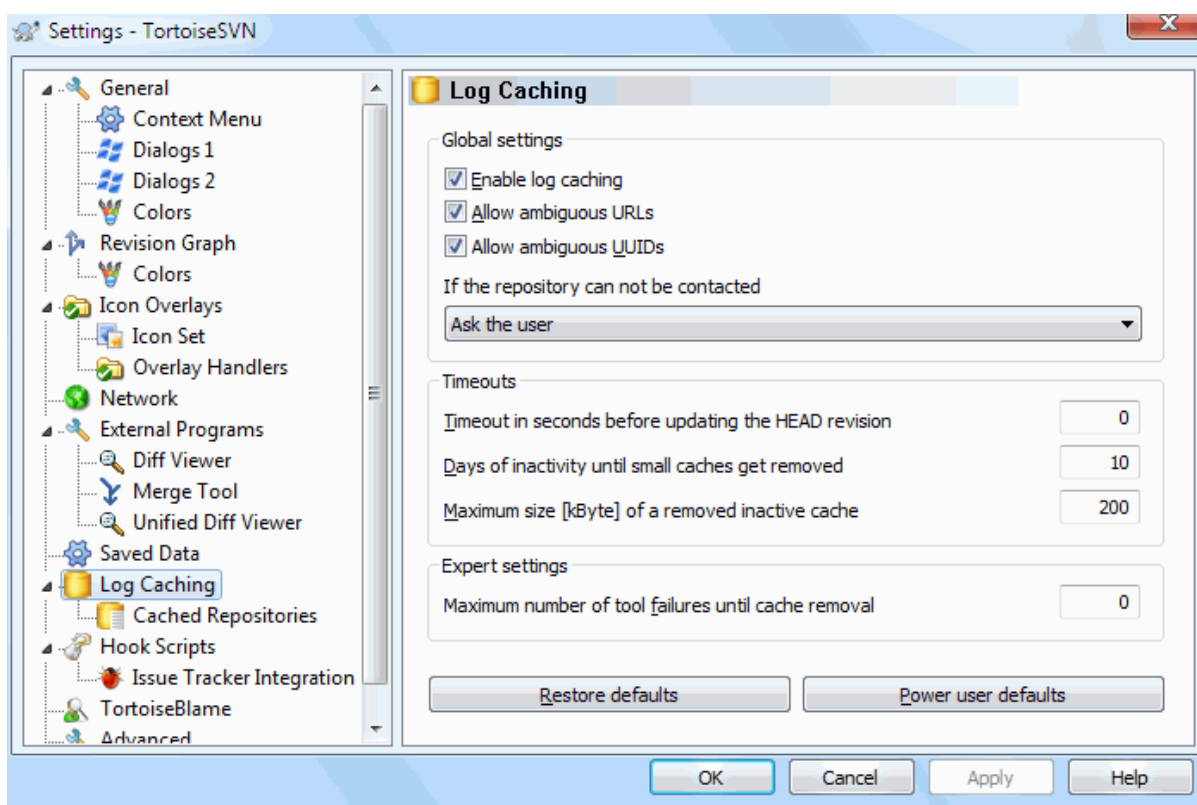 Settings - TortoiseSVN
X
General
Context Menu
Dialogs 1
Dialogs 2
Colors
Revision Graph
Colors
Icon Overlays
Icon Set
Overlay Handlers
Network
External Programs
Diff Viewer
Merge Tool
Unified Diff Viewer
Saved Data
Log Caching
Cached Repositories
Hook Scripts
Issue Tracker Integration
TortoiseBlame
Advanced
Log Caching
Global settings
Enable log caching
Allow ambiguous URLs
Allow ambiguous UUIDs
If the repository can not be contacted
Ask the user
Timeouts
Timeout in seconds before updating the HEAD revision 0
Days of inactivity until small caches get removed 10
Maximum size [kByte] of a removed inactive cache 200
Expert settings
Maximum number of tool failures until cache removal 0
Restore defaults Power user defaults
OK Cancel Apply Help